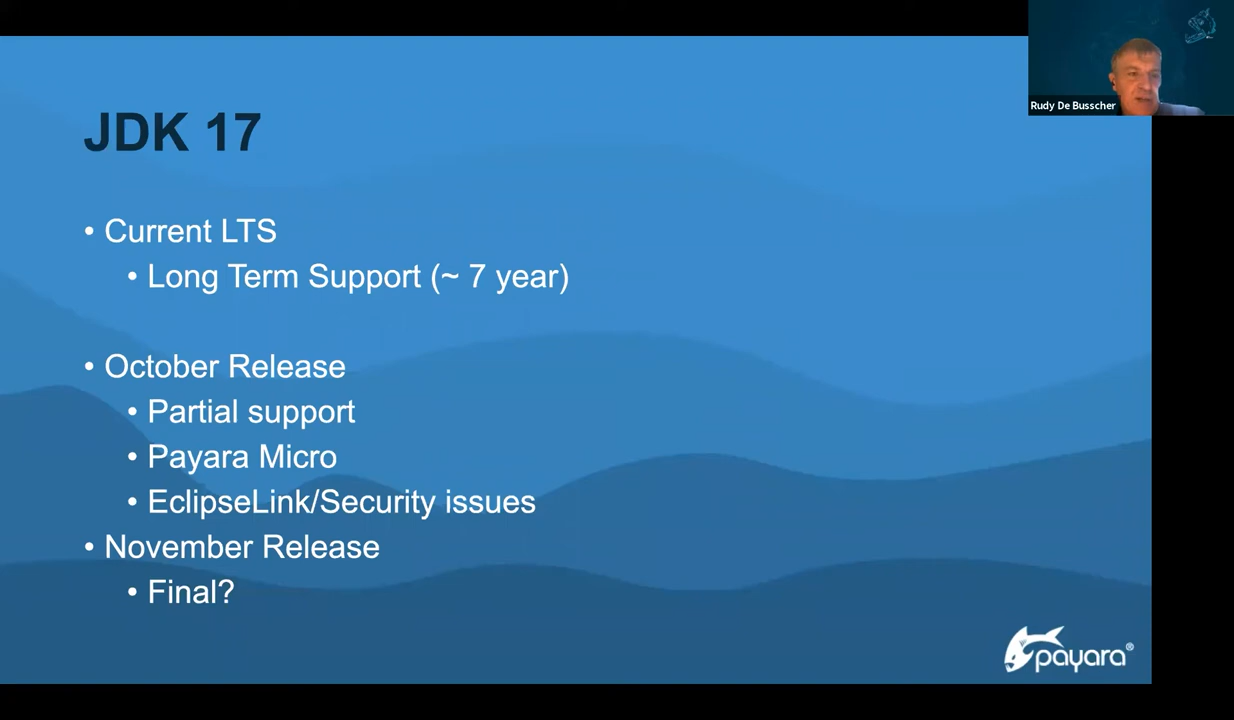 Rudy De Busscher
JDK 17
• Current LTS
• Long Term Support (~ 7 year)
• October Release
• Partial support
• Payara Micro
• EclipseLink/Security issues
• November Release
• Final?
payara®